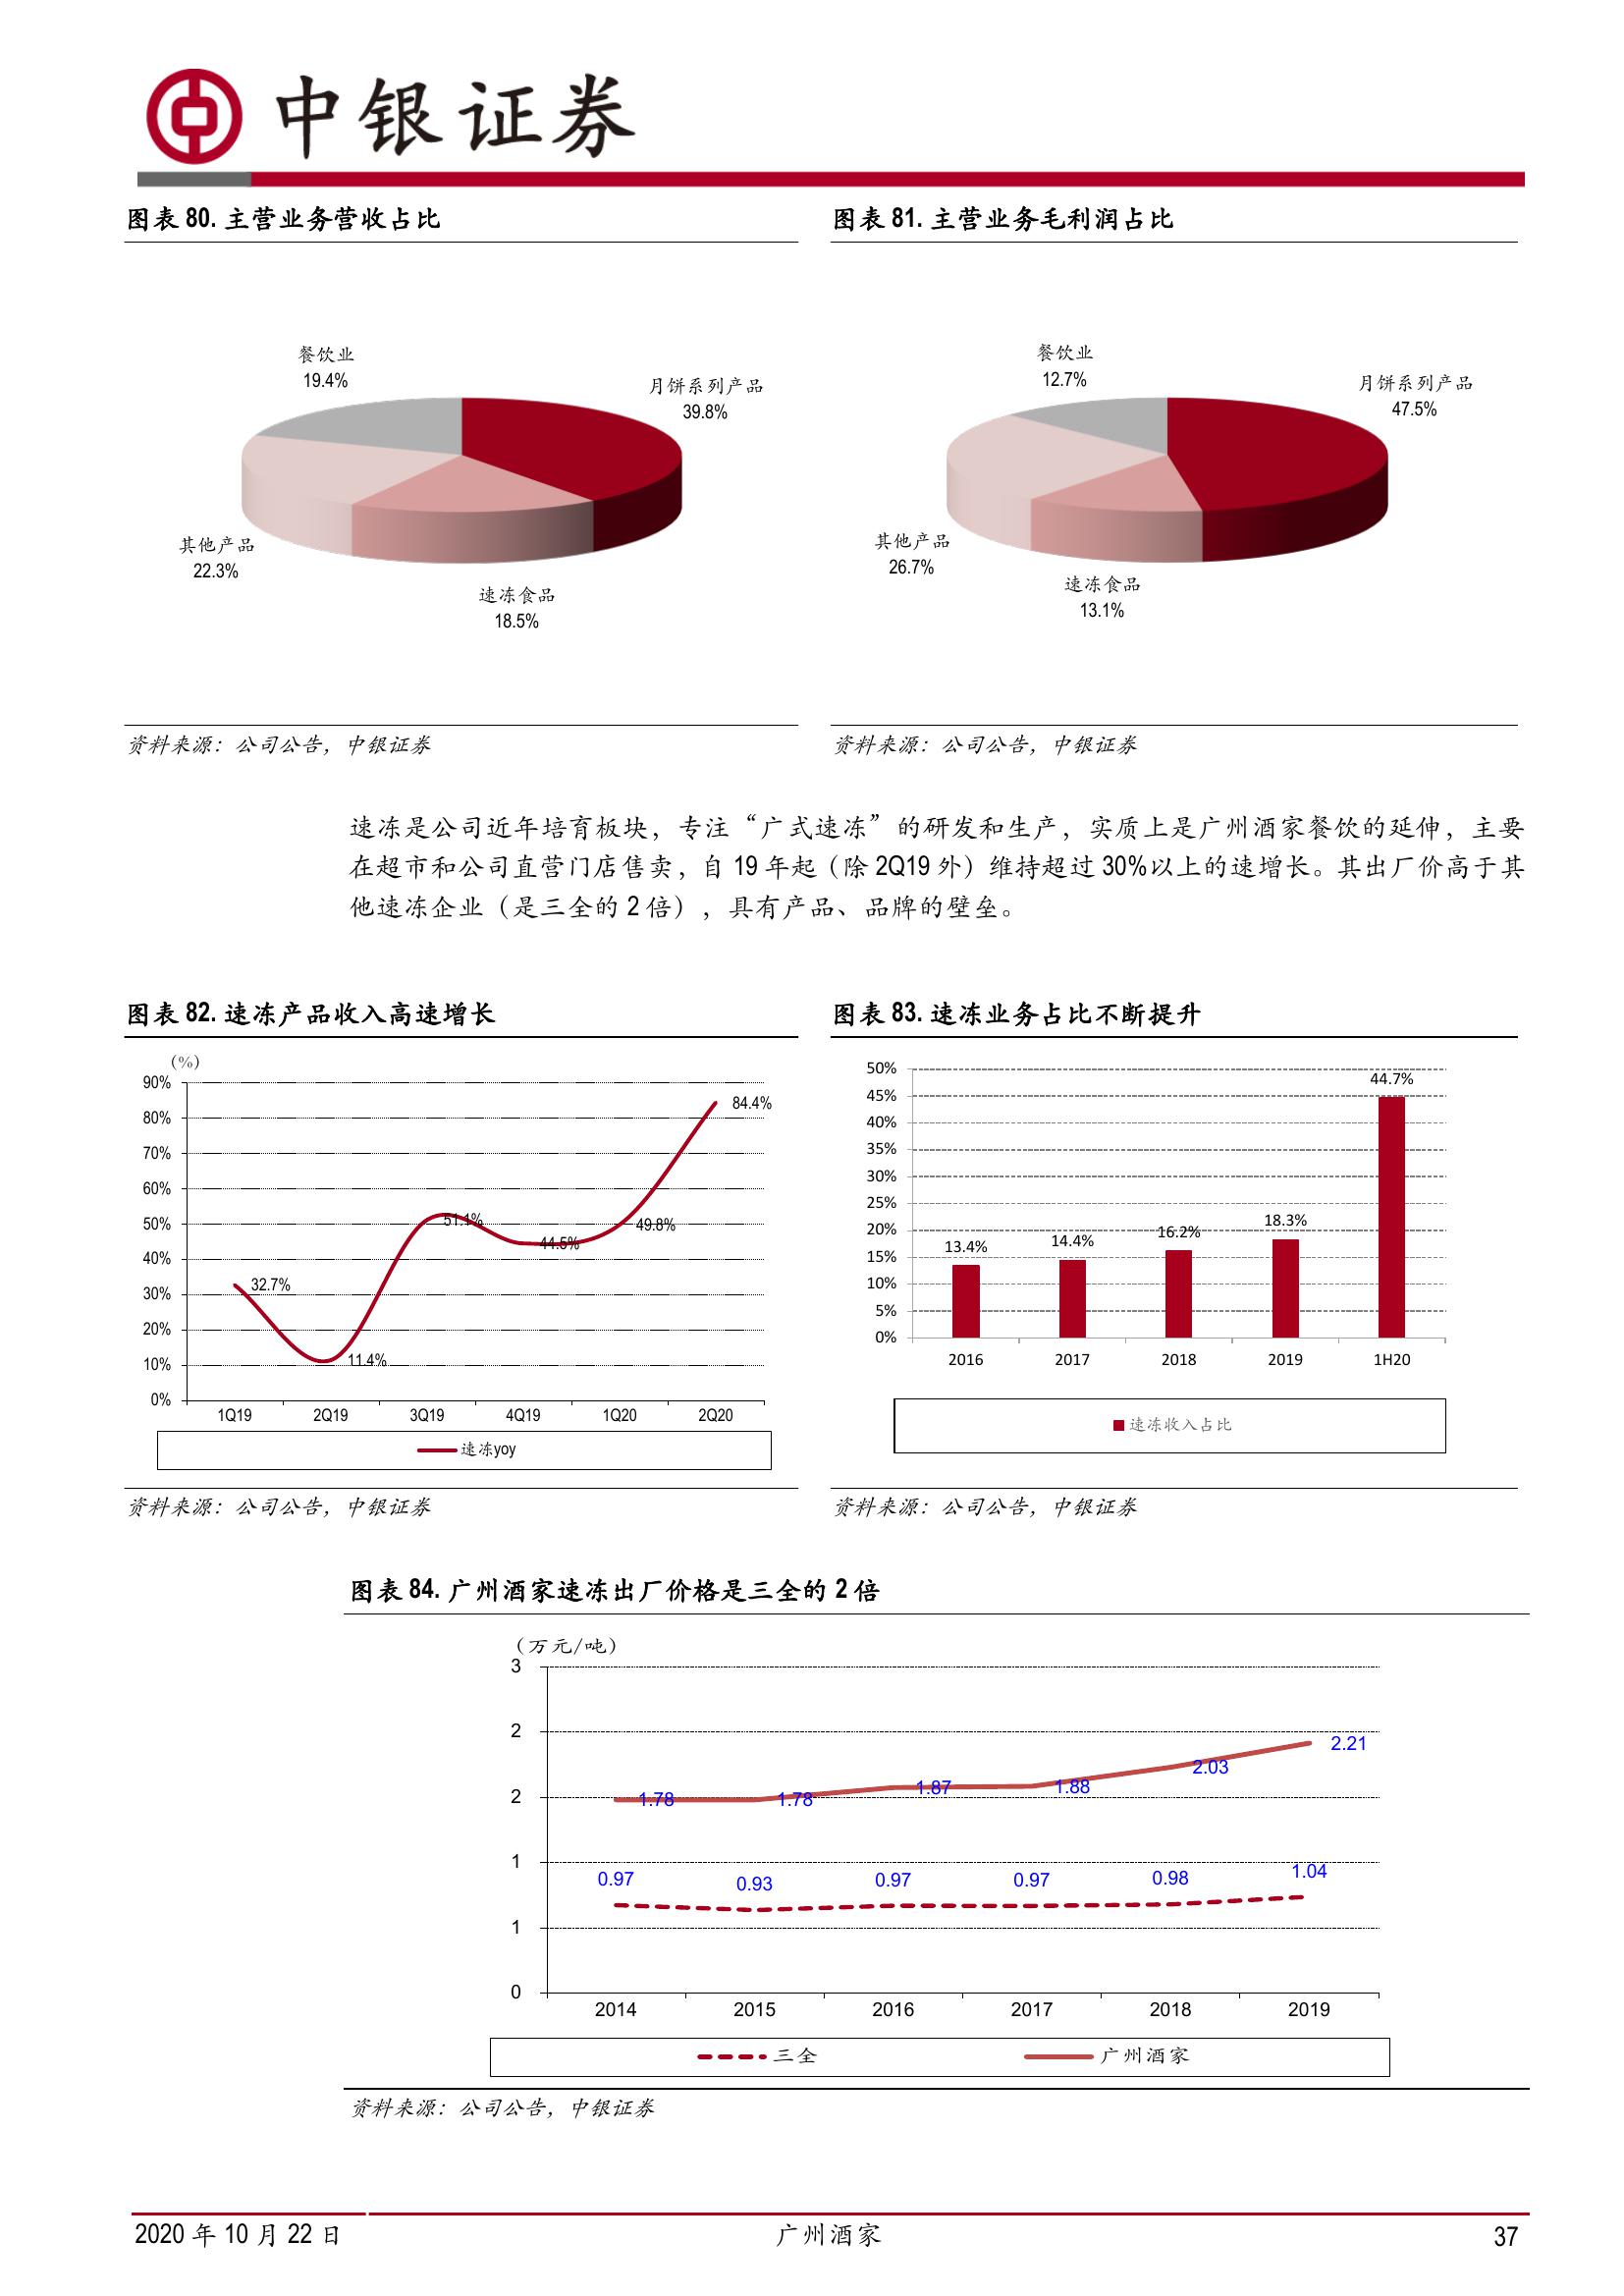 中银证券
图表 80. 主营业务营收占比
餐饮业
19.4%
月饼系列产品
39.8%
其他产品
22.3%
速冻食品
18.5%
资料来源：公司公告，中银证券
图表 81. 主营业务毛利润占比
餐饮业
12.7%
月饼系列产品
47.5%
其他产品
26.7%
速冻食品
13.1%
资料来源：公司公告，中银证券
速冻是公司近年培育板块，专注“广式速冻”的研发和生产，实质上是广州酒家餐饮的延伸，主要
在超市和公司直营门店售卖，自 19 年起（除 2Q19 外）维持超过 30%以上的速增长。其出厂价高于其
他速冻企业（是三全的 2 倍），具有产品、品牌的壁垒。
图表 82. 速冻产品收入高速增长
(%)
90%
80%
70%
60%
50%
40%
30%
20%
10%
0%
32.7%
11.4%
51.1%
44.5%
49.8%
84.4%
1Q19 2Q19 3Q19 4Q19 1Q20 2Q20
速冻yoy
资料来源：公司公告，中银证券
图表 83. 速冻业务占比不断提升
50%
45%
40%
35%
30%
25%
20%
15%
10%
5%
0%
13.4%
14.4%
16.2%
18.3%
44.7%
2016 2017 2018 2019 1H20
速冻收入占比
资料来源：公司公告，中银证券
图表 84. 广州酒家速冻出厂价格是三全的 2 倍
（万元/吨）
3
2
2
1
1
0
1.78 1.78 1.87 1.88 2.03 2.21
0.97 0.93 0.97 0.97 0.98 1.04
2014 2015 2016 2017 2018 2019
三全 广州酒家
资料来源：公司公告，中银证券
2020 年 10 月 22 日 广州酒家 37